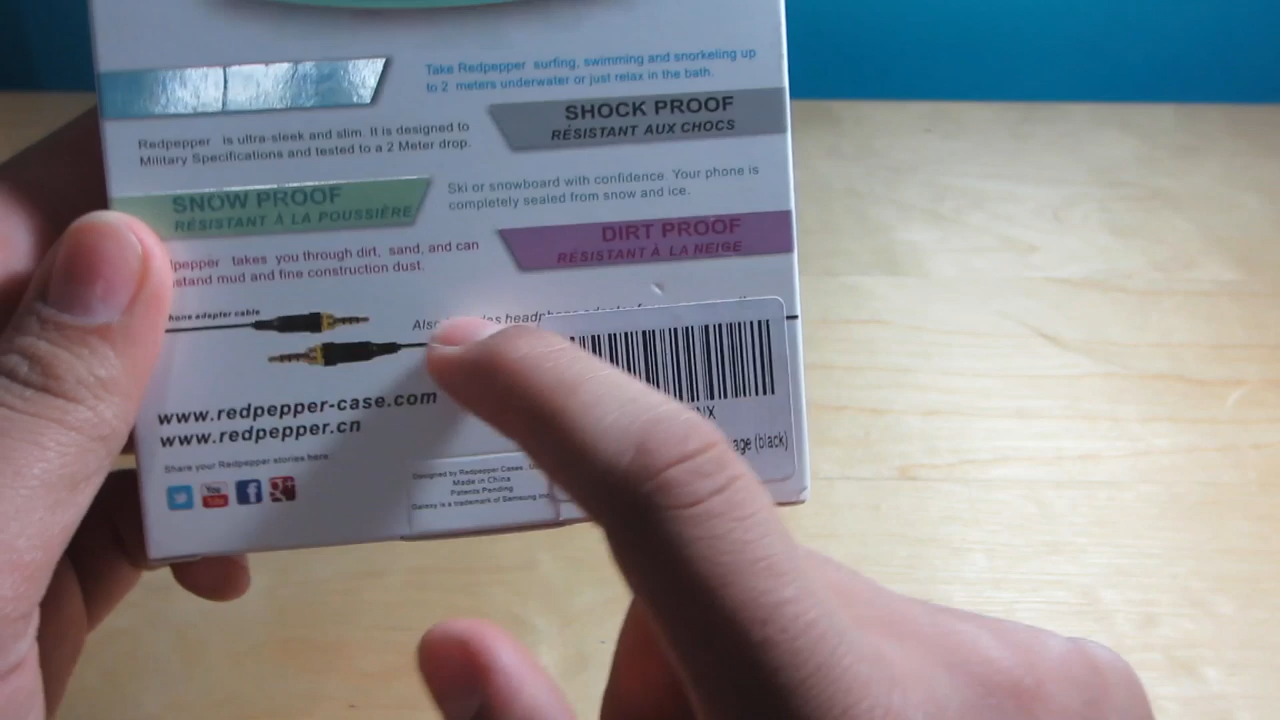 Take Redpepper surfing, swimming and snorkeling up
to 2 meters underwater or just relax in the bath.
SHOCK PROOF
RÉSISTANT AUX CHOCS
Redpepper is ultra-sleek and slim. It is designed to
Military Specifications and tested to a 2 Meter drop.
SNOW PROOF
RÉSISTANT À LA POUSSIÈRE
Ski or snowboard with confidence. Your phone is
completely sealed from snow and ice.
DIRT PROOF
RÉSISTANT À LA NEIGE
takes you through dirt, sand, and can
mud and fine construction dust.
adapter cable
headphone adapter
www.redpepper-case.com
www.redpepper.cn
(black)
Share your Redpepper stories here:
You
Tube
Designed by Redpepper Cases
Made in China
Patents Pending
Galaxy is a trademark of Samsung Inc.